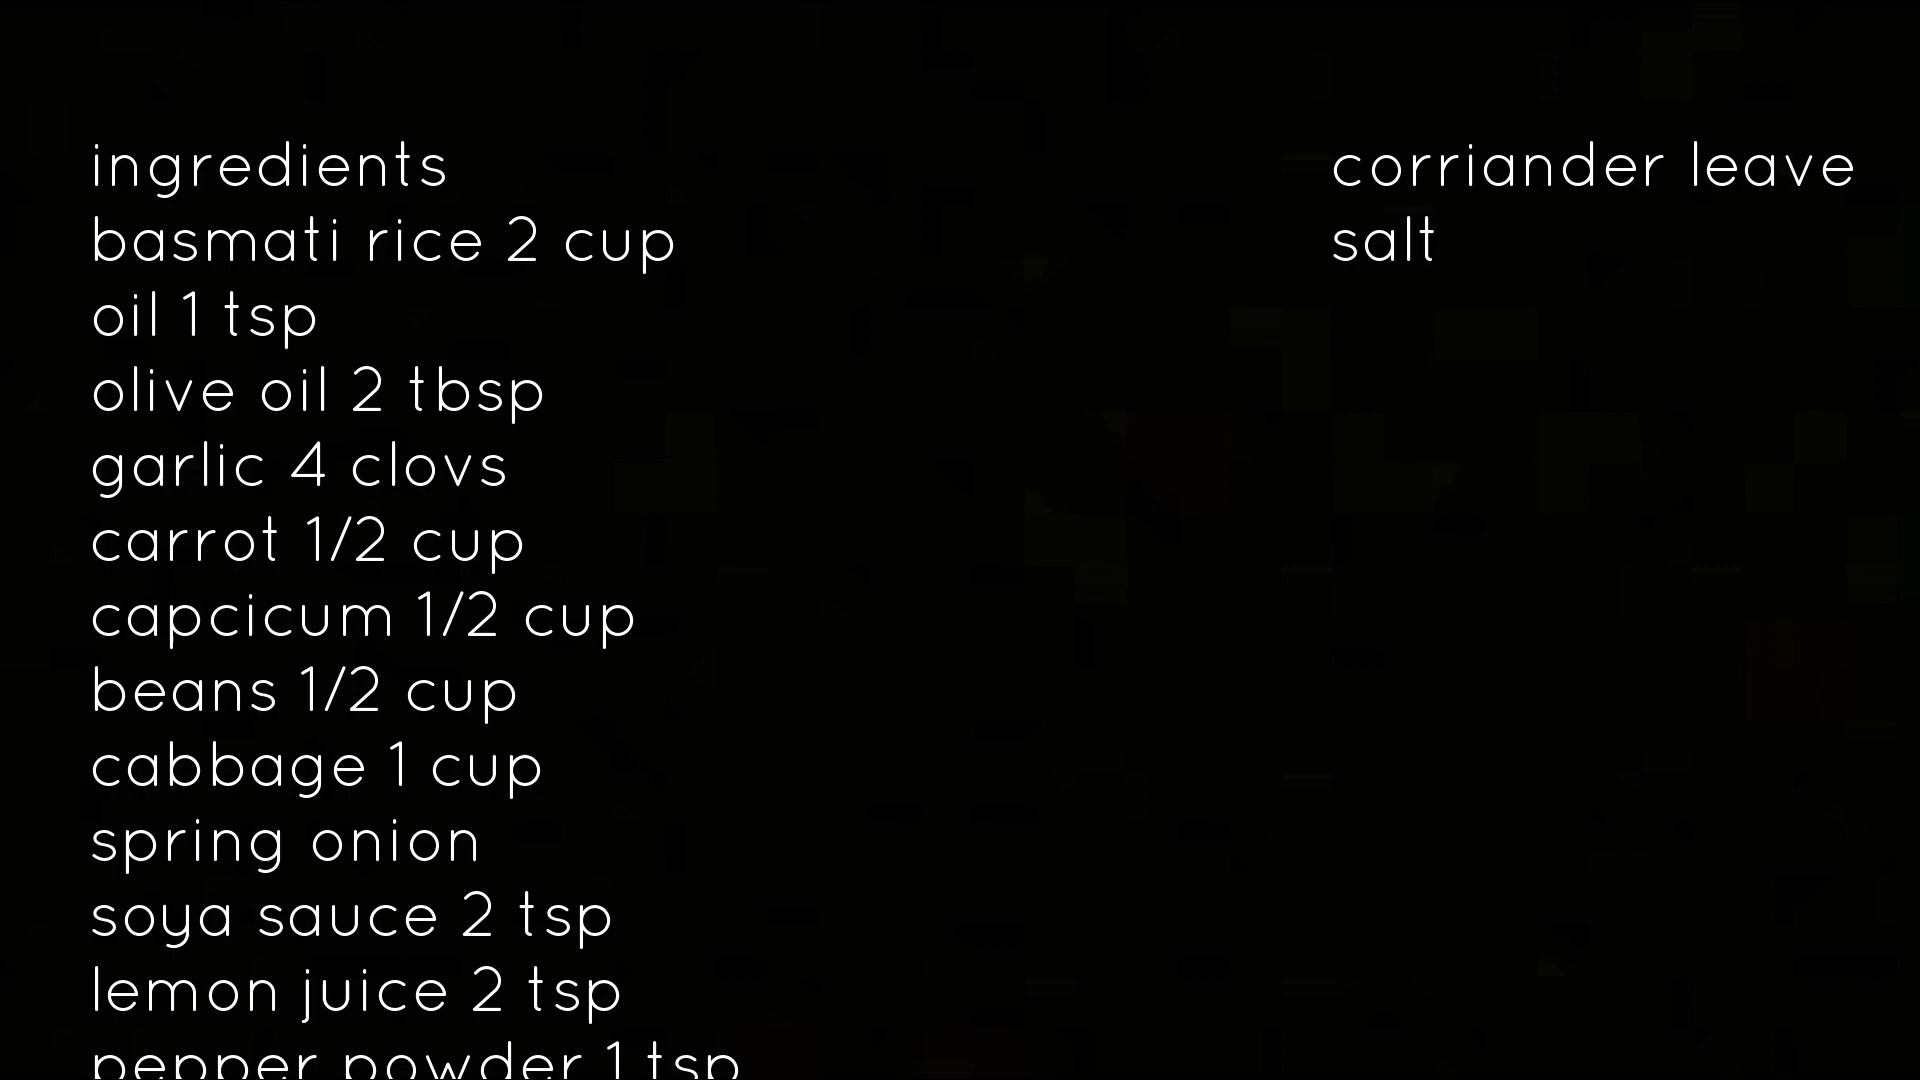 ingredients
basmati rice 2 cup
oil 1 tsp
olive oil 2 tbsp
garlic 4 clovs
carrot 1/2 cup
capcicum 1/2 cup
beans 1/2 cup
cabbage 1 cup
spring onion
soya sauce 2 tsp
lemon juice 2 tsp
pepper powder 1 tsp
corriander leave
salt